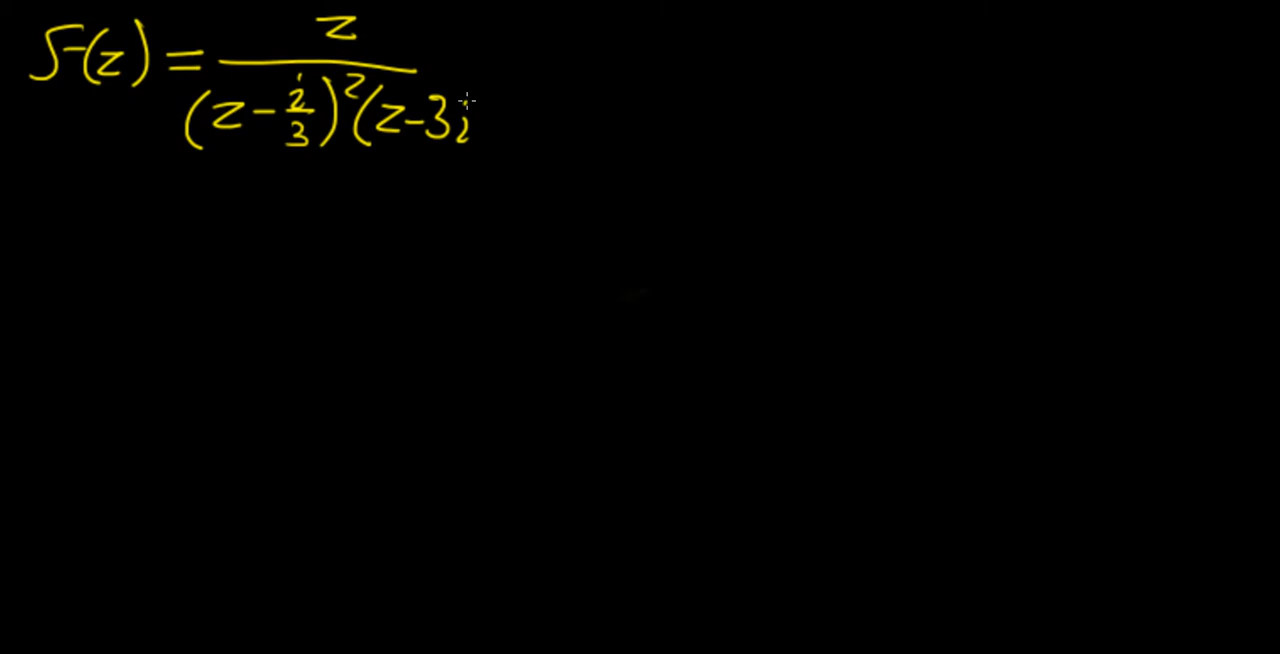 F(z) = z / (z - i/3)^2 (z - 3i